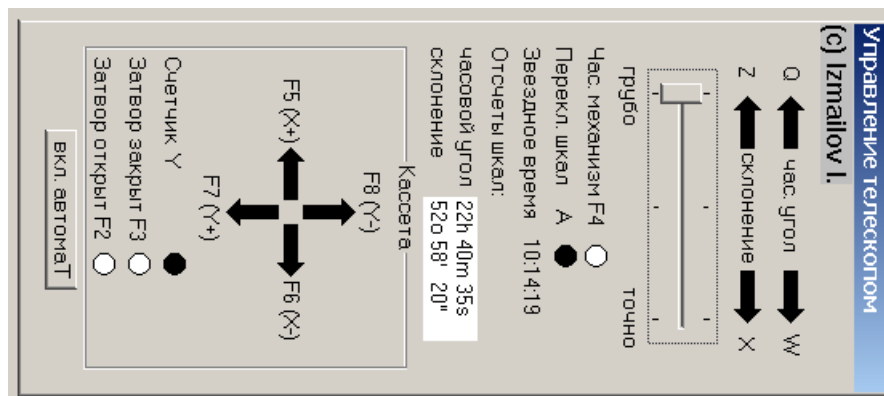 Управление телескопом
(c) Izmailov I.
Q час. угол W
Z склонение X
грубо точно
Час. механизм F4
Перекл. шкал A
Звездное время 10:14:19
Отсчеты шкал:
часовой угол 22h 40m 35s
склонение 52o 58' 20"
Кассета
F8 (Y-)
F5 (X+) F6 (X-)
F7 (Y+)
Счетчик Y
Затвор закрыт F3
Затвор открыт F2
вкл. автомаТ